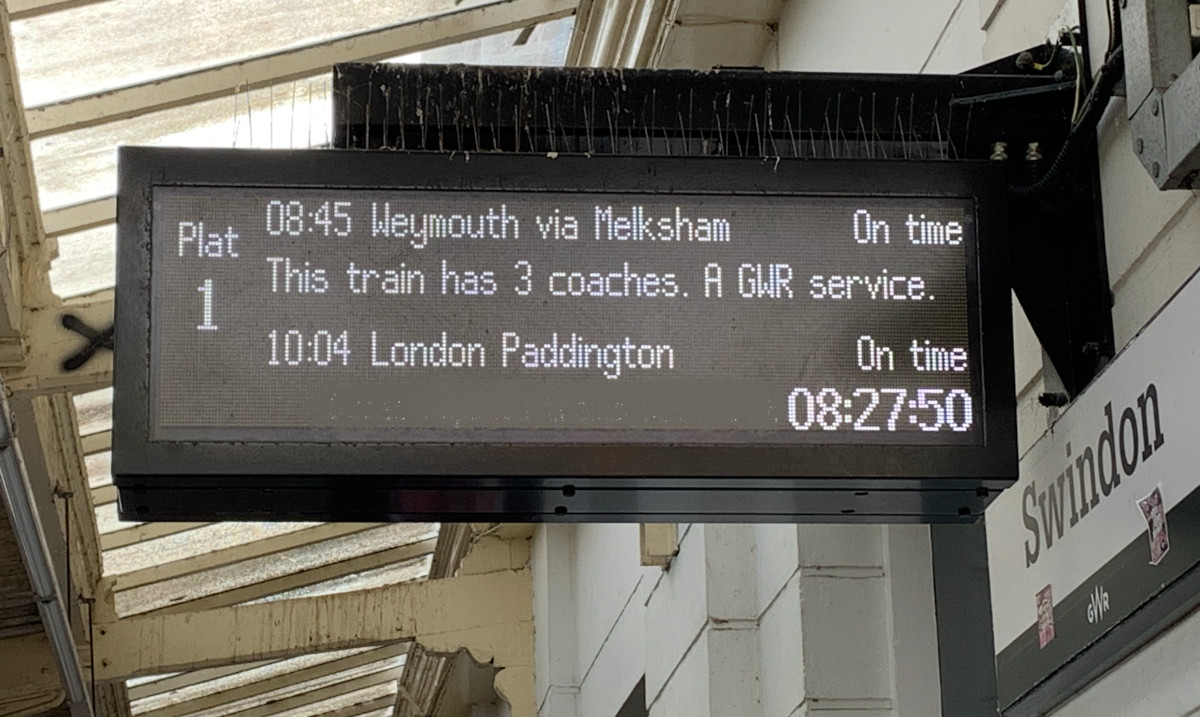 Plat
1
08:45 Weymouth via Melksham On time
This train has 3 coaches. A GWR service.
10:04 London Paddington On time
08:27:50
Swindon
GWR